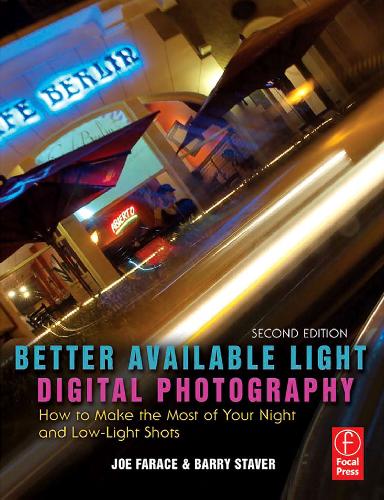 AFE BERLIN
ABIERTO
SECOND EDITION
BETTER AVAILABLE LIGHT
DIGITAL PHOTOGRAPHY
How to Make the Most of Your Night
and Low-Light Shots
JOE FARACE & BARRY STAVER
f
Focal
Press